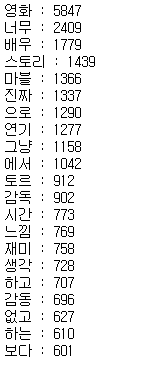 영화 : 5847
너무 : 2409
배우 : 1779
스토리 : 1439
마블 : 1366
진짜 : 1337
으로 : 1290
연기 : 1277
그냥 : 1158
에서 : 1042
토르 : 912
감독 : 902
시간 : 773
느낌 : 769
재미 : 758
생각 : 728
하고 : 707
감동 : 696
없고 : 627
하는 : 610
보다 : 601